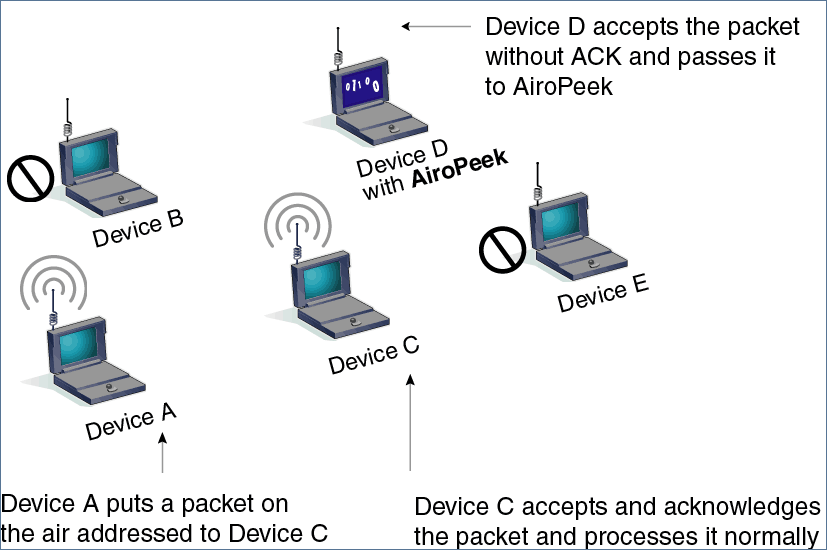 Device D accepts the packet
without ACK and passes it
to AiroPeek
0110
Device D
with AiroPeek
Device B
Device E
Device C
Device A
Device A puts a packet on
the air addressed to Device C
Device C accepts and acknowledges
the packet and processes it normally